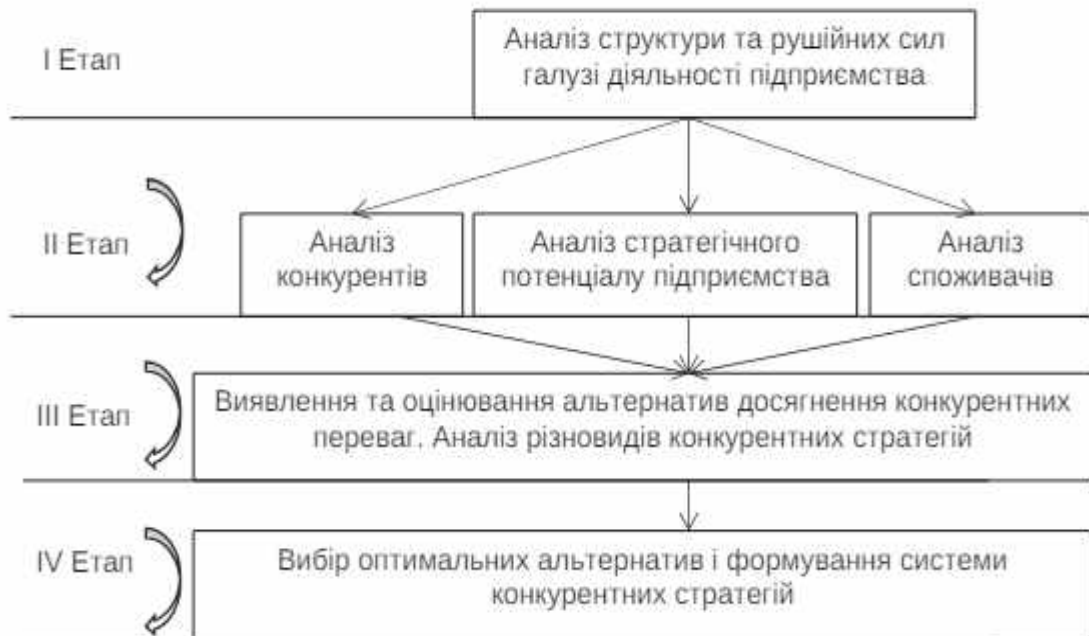 I Етап
Аналіз структури та рушійних сил
галузі діяльності підприємства
II Етап
Аналіз
конкурентів
Аналіз стратегічного
потенціалу підприємства
Аналіз
споживачів
III Етап
Виявлення та оцінювання альтернатив досягнення конкурентних
переваг. Аналіз різновидів конкурентних стратегій
IV Етап
Вибір оптимальних альтернатив і формування системи
конкурентних стратегій